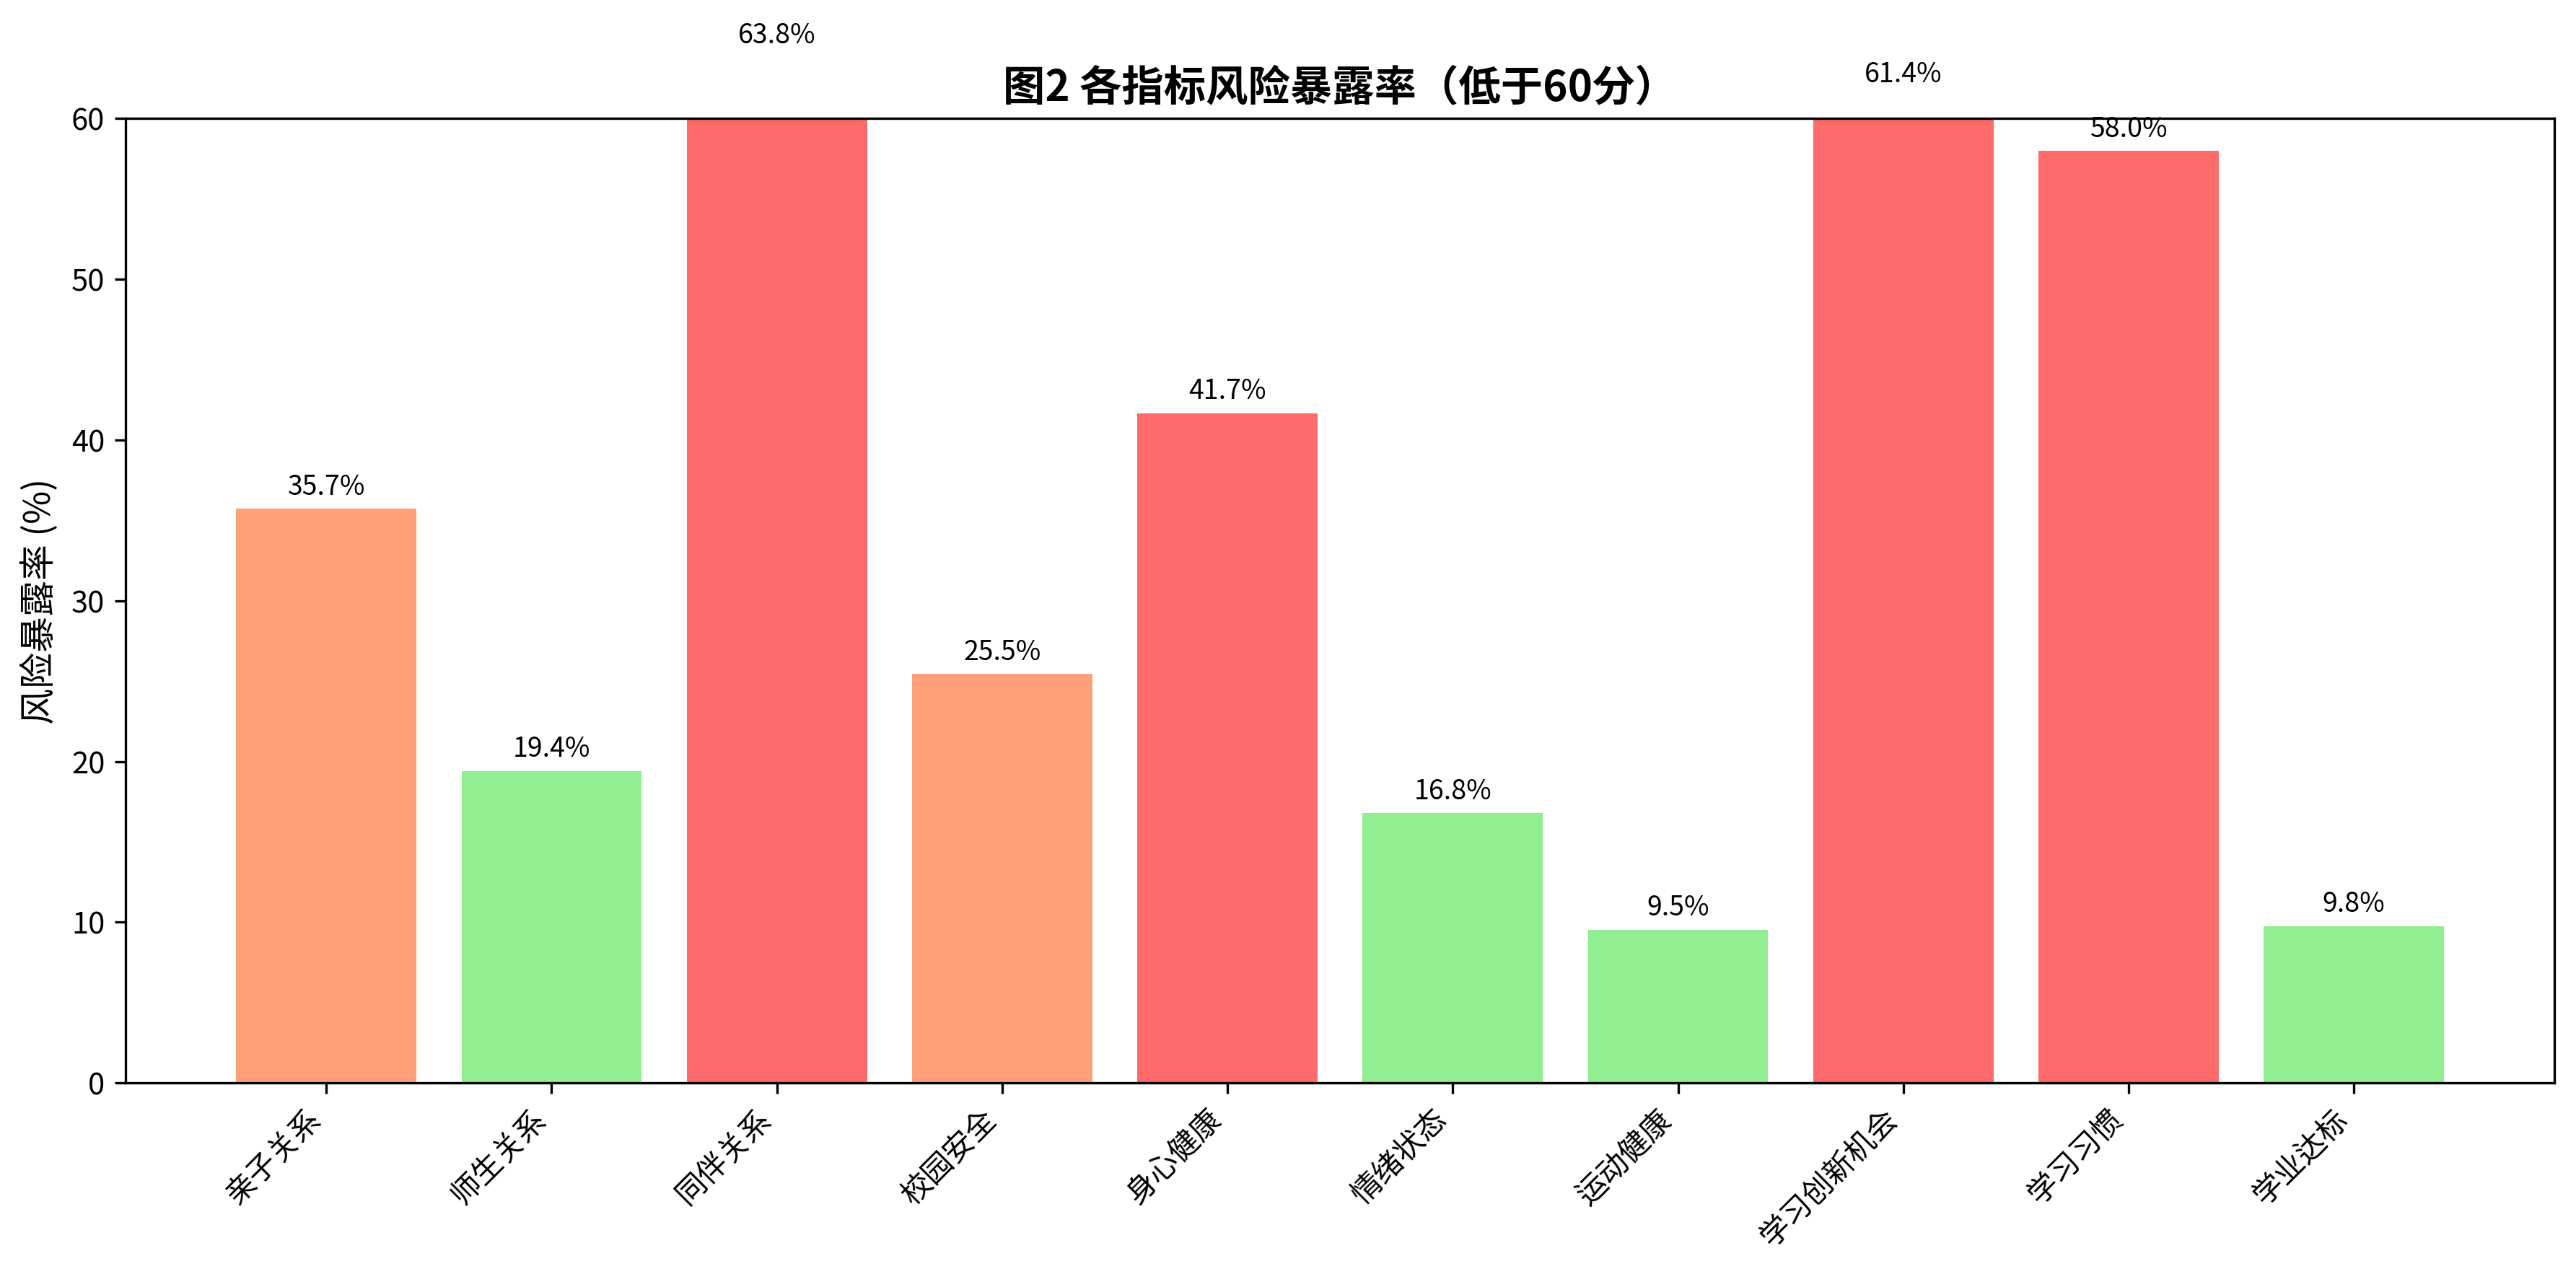 63.8%
图2 各指标风险暴露率（低于60分）
61.4%
58.0%
41.7%
35.7%
25.5%
19.4%
16.8%
9.5%
9.8%
风险暴露率 (%)
60
50
40
30
20
10
0
亲子关系
师生关系
同伴关系
校园安全
身心健康
情绪状态
运动健康
学习创新机会
学习习惯
学业达标